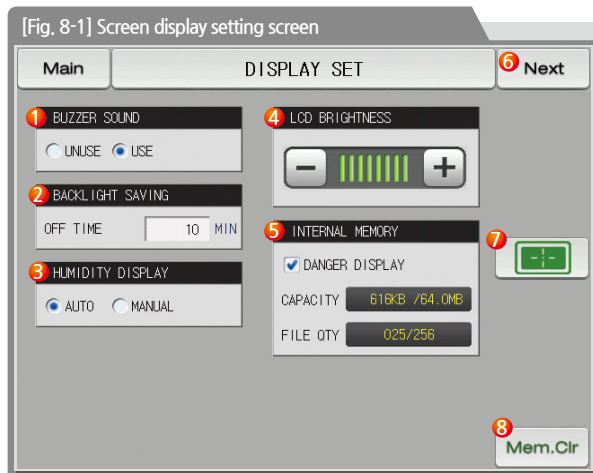 [Fig. 8-1] Screen display setting screen
Main
DISPLAY SET
6 Next
1 BUZZER SOUND
UNUSE USE
2 BACKLIGHT SAVING
OFF TIME 10 MIN
3 HUMIDITY DISPLAY
AUTO MANUAL
4 LCD BRIGHTNESS
5 INTERNAL MEMORY
DANGER DISPLAY
CAPACITY 616KB /64.0MB
FILE QTY 025/256
7
8
Mem.Clr